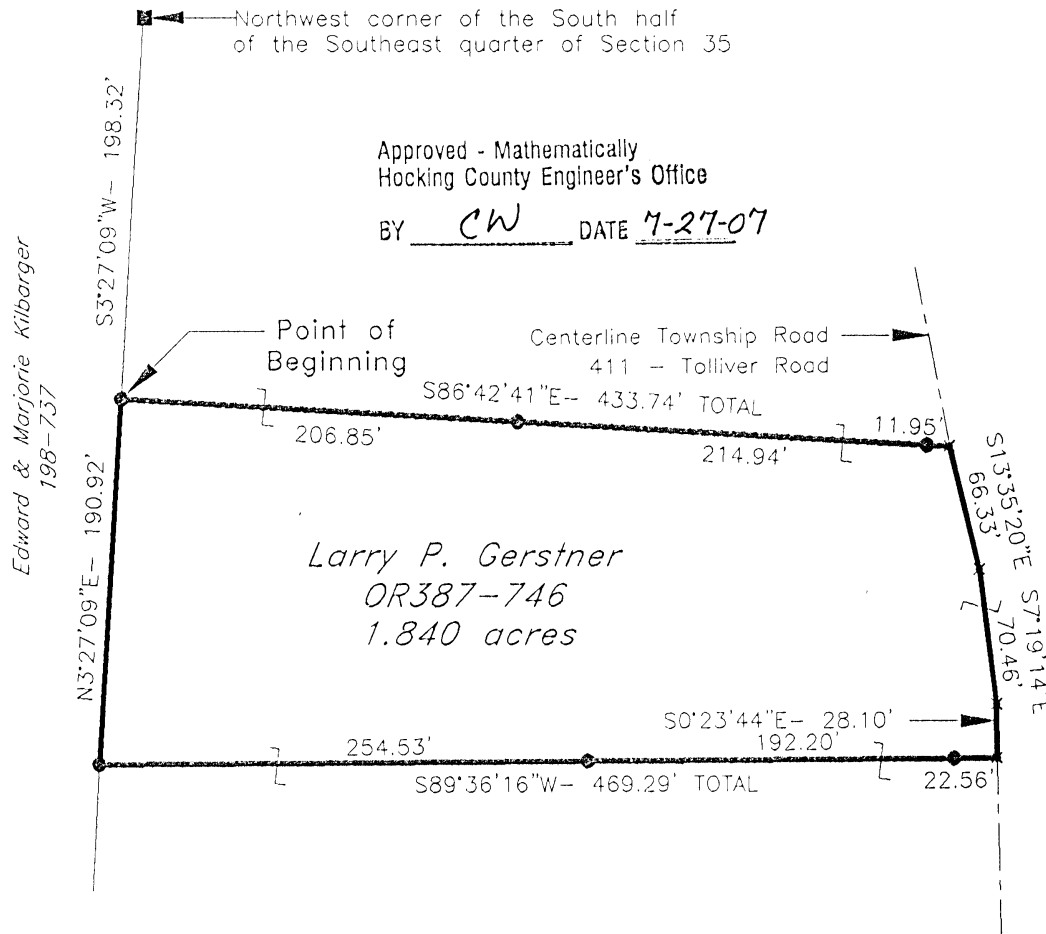 Northwest corner of the South half
of the Southeast quarter of Section 35
S3°27'09"W- 198.32'
Approved - Mathematically
Hocking County Engineer's Office
BY CW DATE 7-27-07
Edward & Marjorie Kilbarger
198-737
Point of
Beginning
Centerline Township Road
411 - Tolliver Road
S86°42'41"E- 433.74' TOTAL
206.85'
214.94'
11.95'
S13°35'20"E
66.33'
S7°19'14"E
70.46'
N3°27'09"E- 190.92'
Larry P. Gerstner
OR387-746
1.840 acres
S0°23'44"E- 28.10'
254.53'
192.20'
S89°36'16"W- 469.29' TOTAL
22.56'